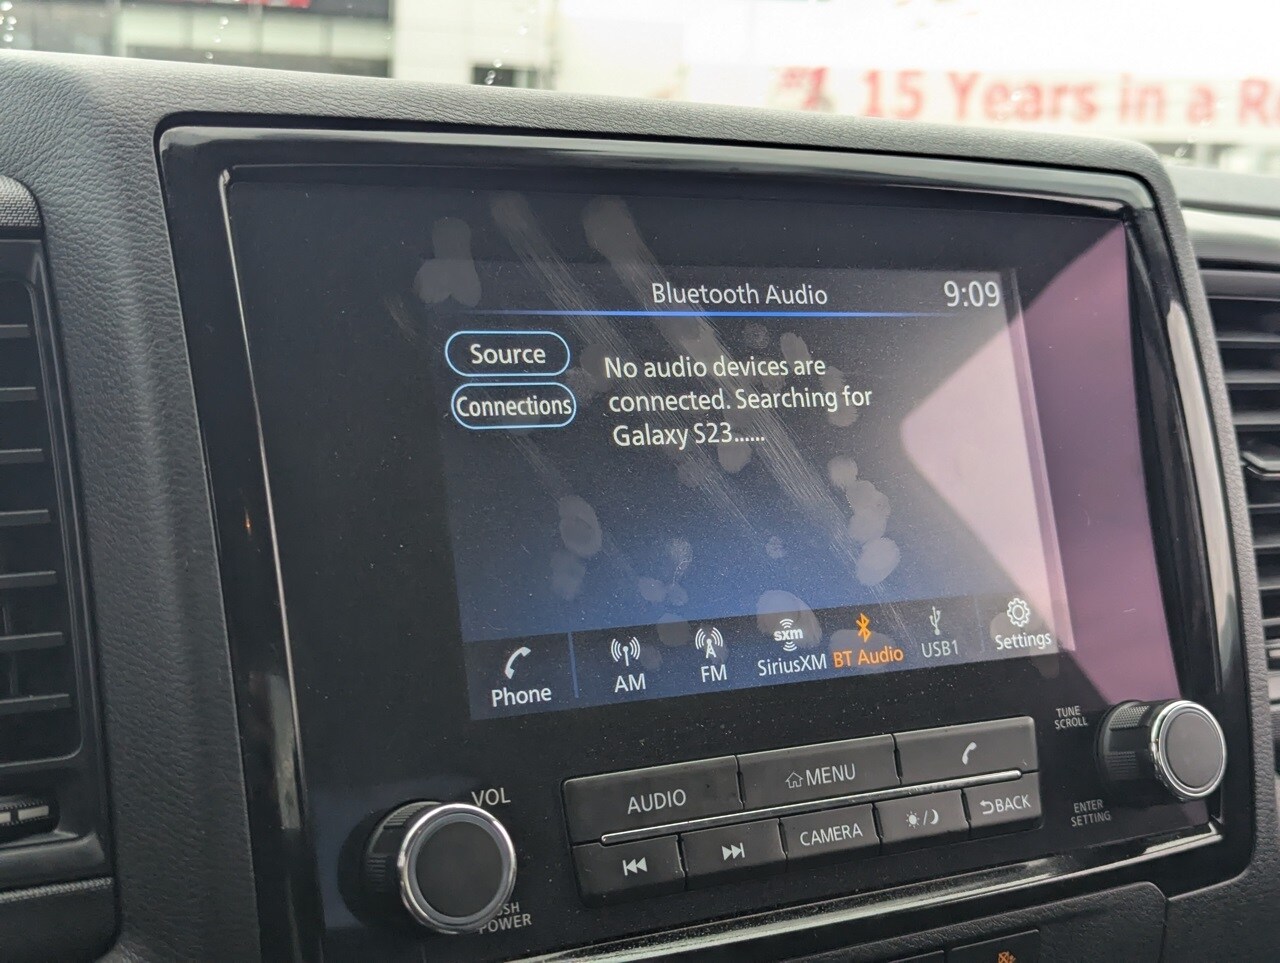 15 Years in a R
Bluetooth Audio
9:09
Source
No audio devices are
connected. Searching for
Galaxy S23......
Connections
Phone
AM
FM
sxm
SiriusXM
BT Audio
USB1
Settings
TUNE
SCROLL
VOL
AUDIO
MENU
ENTER
SETTING
CAMERA
BACK
POWER